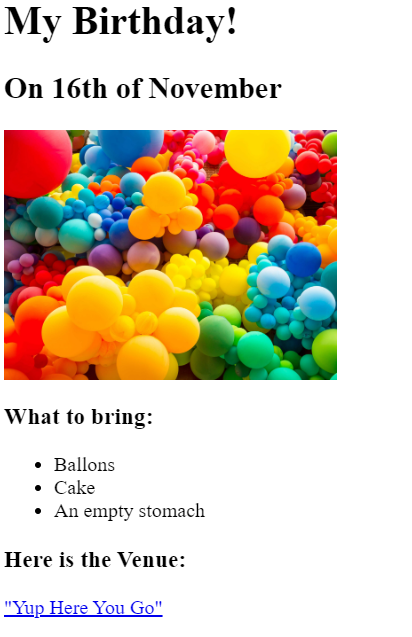 My Birthday!
On 16th of November
What to bring:
Ballons
Cake
An empty stomach
Here is the Venue:
"Yup Here You Go"